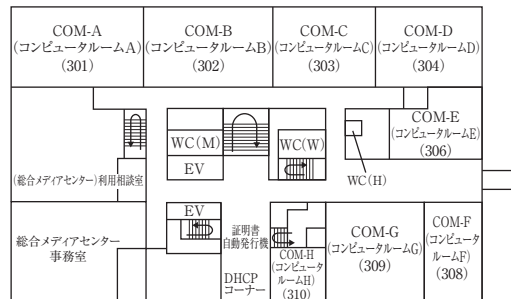 COM-A
(コンピュータルームA)
(301)
COM-B
(コンピュータルームB)
(302)
COM-C
(コンピュータルームC)
(303)
COM-D
(コンピュータルームD)
(304)
COM-E
(コンピュータルームE)
(306)
WC(M)
EV
WC(W)
WC(H)
(総合メディアセンター)利用相談室
総合メディアセンター
事務室
EV
証明書
自動発行機
DHCP
コーナー
COM-H
(コンピュータ
ルームH)
(310)
COM-G
(コンピュータルームG)
(309)
COM-F
(コンピュータ
ルームF)
(308)